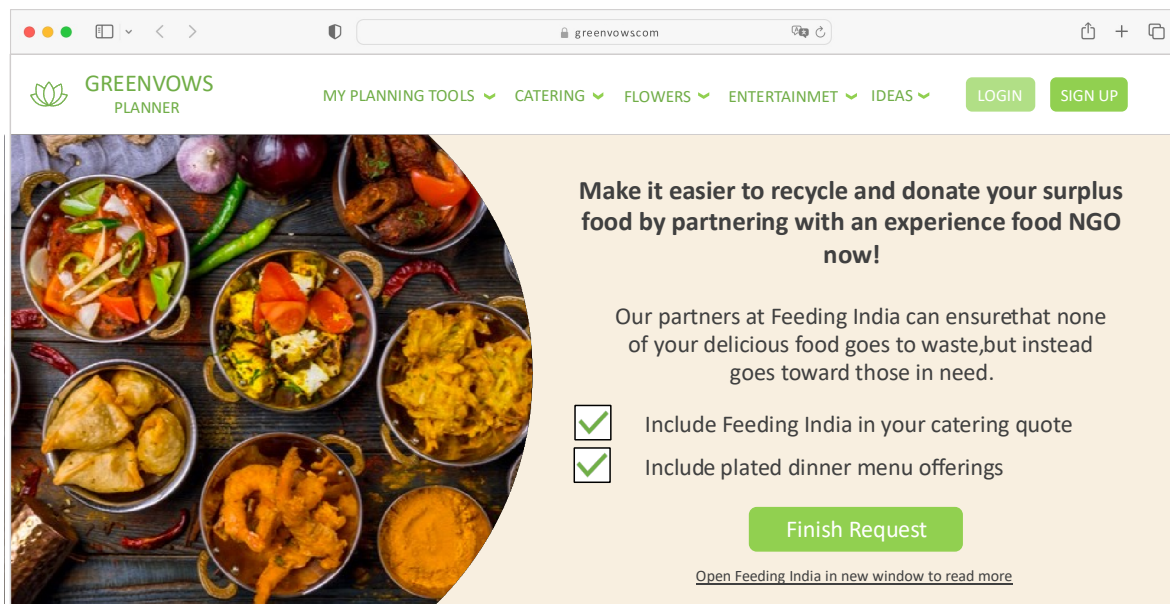 greenvows.com
GREENVOWS
PLANNER
MY PLANNING TOOLS CATERING FLOWERS ENTERTAINMET IDEAS LOGIN SIGN UP
Make it easier to recycle and donate your surplus
food by partnering with an experience food NGO
now!
Our partners at Feeding India can ensurethat none
of your delicious food goes to waste,but instead
goes toward those in need.
Include Feeding India in your catering quote
Include plated dinner menu offerings
Finish Request
Open Feeding India in new window to read more